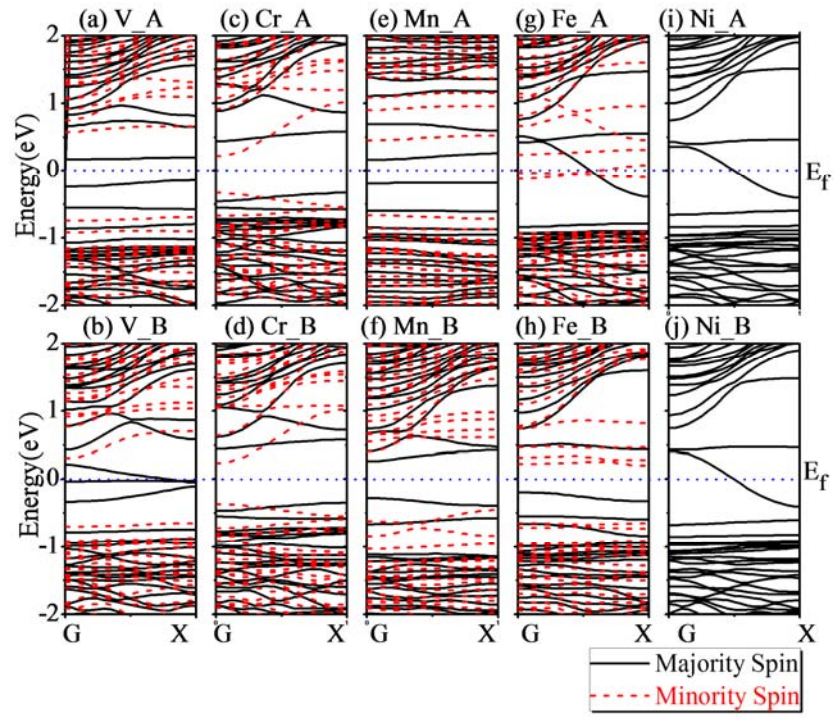 (a) V_A (c) Cr_A (e) Mn_A (g) Fe_A (i) Ni_A
2
1
0
-1
-2
Energy(eV)
E_f
(b) V_B (d) Cr_B (f) Mn_B (h) Fe_B (j) Ni_B
2
1
0
-1
-2
Energy(eV)
E_f
G X G X G X G X G X
Majority Spin
Minority Spin